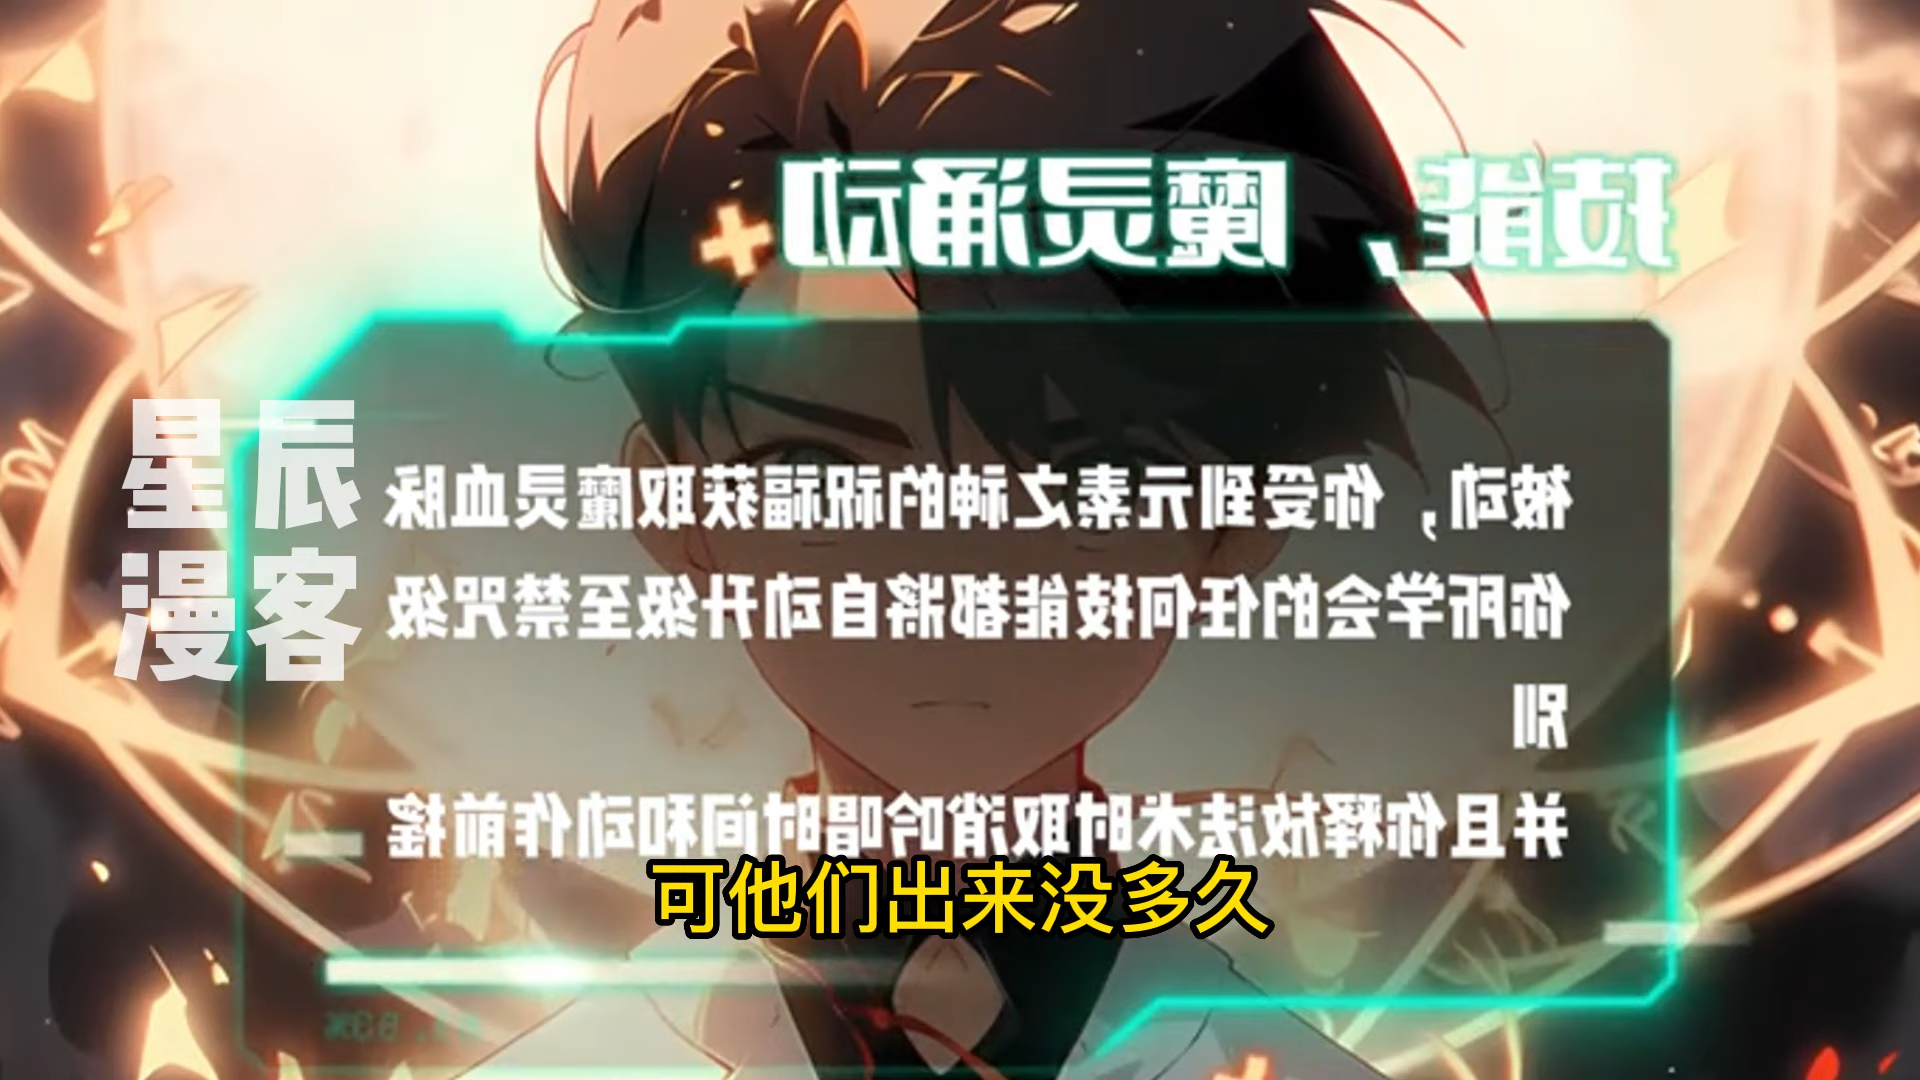 技能，魔灵涌动
星辰
漫客
被动，你受到元素之神的祝福获取魔灵血脉
你所学会的任何技能都将自动升级至禁咒级
别
并且你释放法术时取消吟唱时间和动作前摇
可他们出来没多久